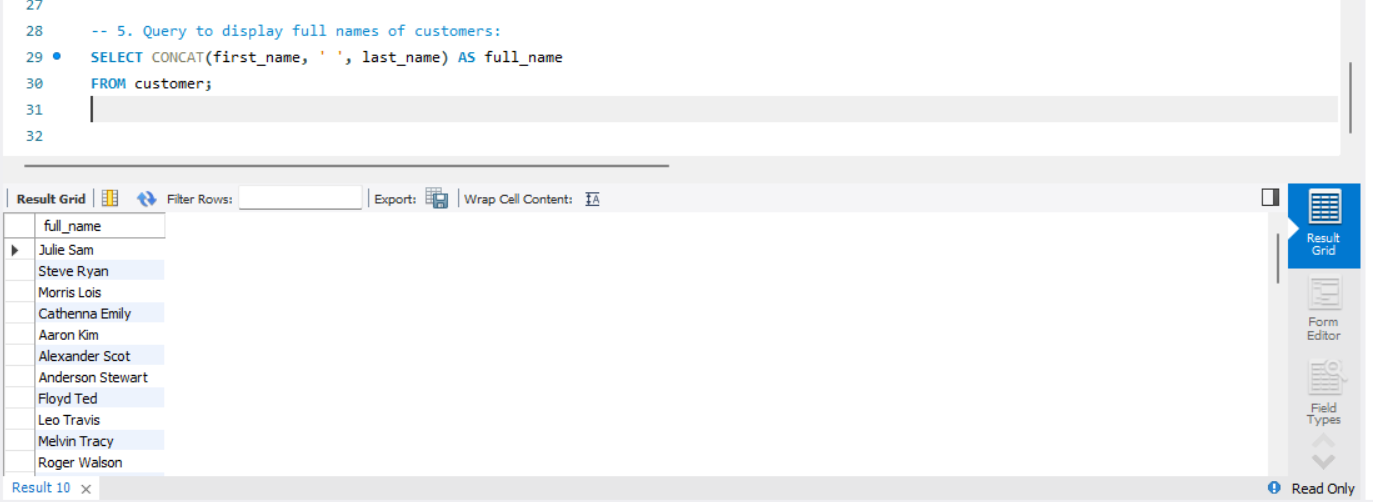 27
28 -- 5. Query to display full names of customers:
29 SELECT CONCAT(first_name, ' ', last_name) AS full_name
30 FROM customer;
31
32
Result Grid Filter Rows: Export: Wrap Cell Content: IA
full_name
Julie Sam
Steve Ryan
Morris Lois
Cathenna Emily
Aaron Kim
Alexander Scot
Anderson Stewart
Floyd Ted
Leo Travis
Melvin Tracy
Roger Walson
Result
Grid
Form
Editor
Field
Types
Result 10 ×
Read Only